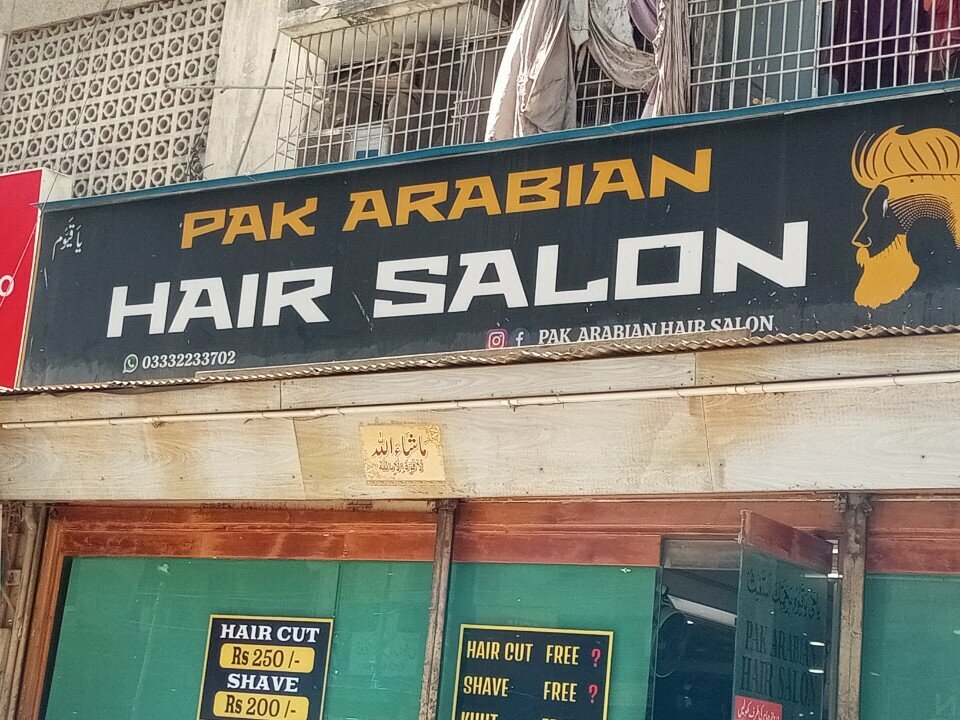 یا قیوم
PAK ARABIAN
HAIR SALON
03332233702
PAK ARABIAN HAIR SALON
ماشاءاللہ
HAIR CUT
Rs 250 /-
SHAVE
Rs 200 /-
HAIR CUT FREE ?
SHAVE FREE ?
PAK ARABIAN
HAIR SALON